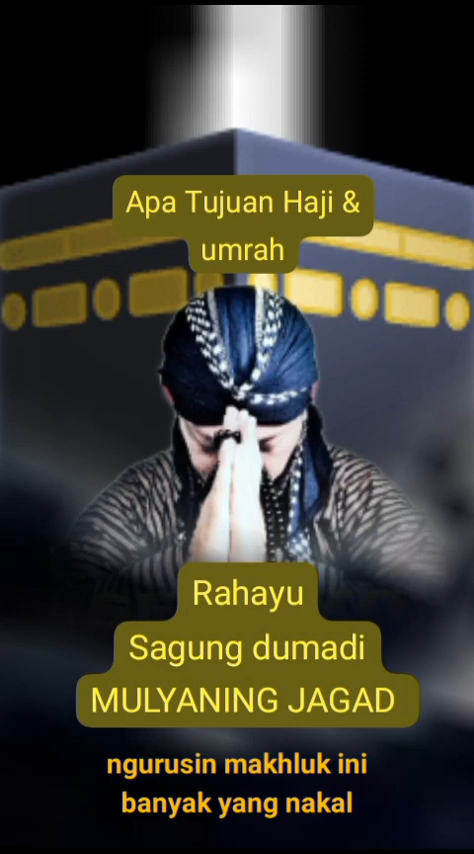 Apa Tujuan Haji &
umrah
Rahayu
Sagung dumadi
MULYANING JAGAD
ngurusin makhluk ini
banyak yang nakal